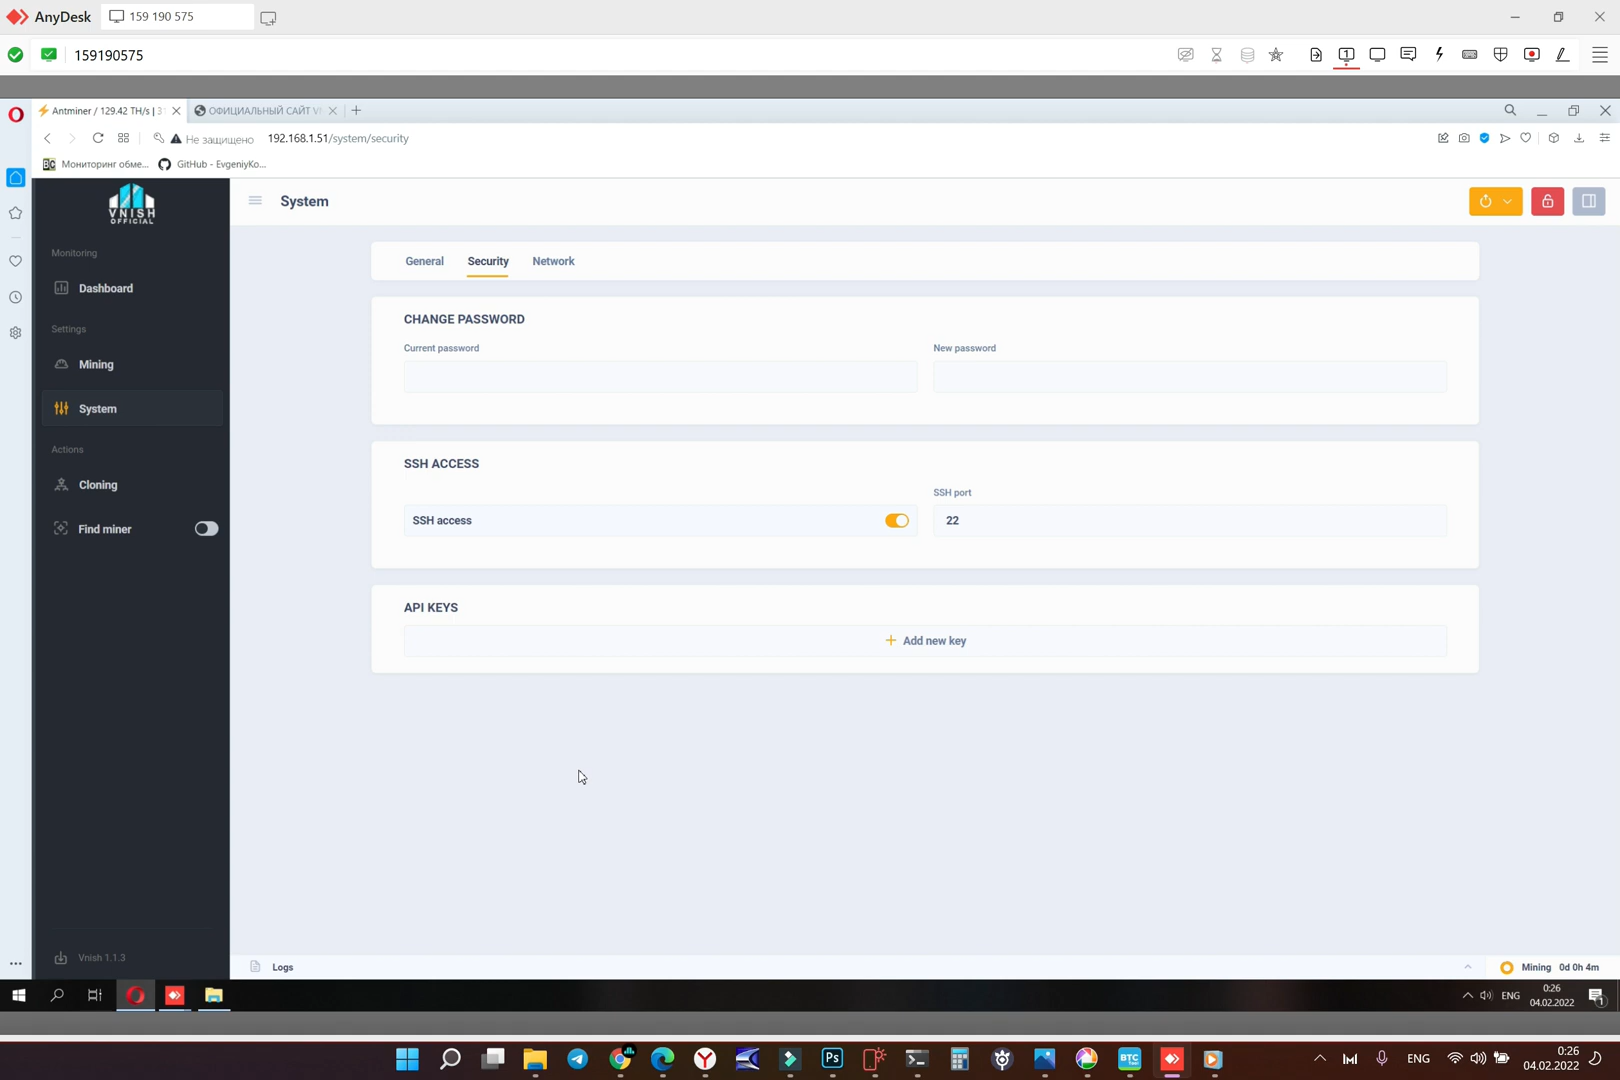 AnyDesk
159 190 575
159190575
Antminer / 129.42 TH/s | 31
ОФИЦИАЛЬНЫЙ САЙТ V
Не защищено
192.168.1.51/system/security
Мониторинг обме...
GitHub - EvgeniyKo...
VNISH
OFFICIAL
System
Monitoring
Dashboard
Settings
Mining
System
Actions
Cloning
Find miner
Vnish 1.1.3
General
Security
Network
CHANGE PASSWORD
Current password
New password
SSH ACCESS
SSH port
SSH access
22
API KEYS
+ Add new key
Logs
Mining 0d 0h 4m
ENG
0:26
04.02.2022
1
Ps
BTC
ENG
0:26
04.02.2022